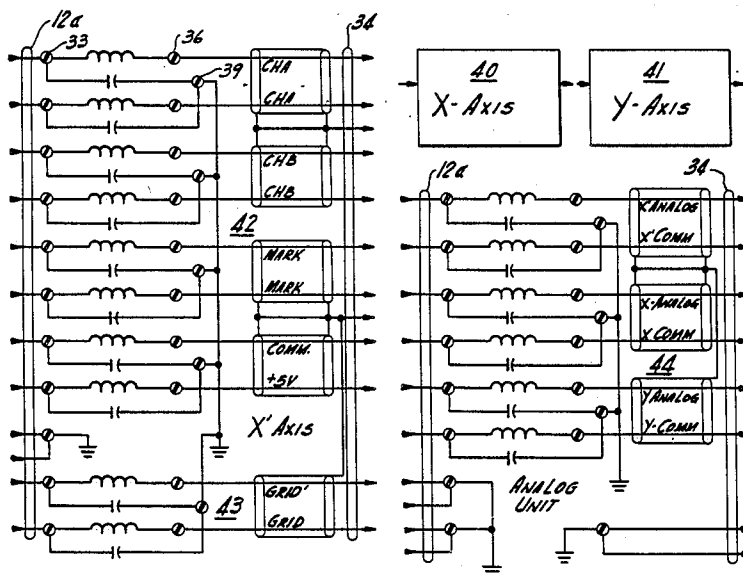 12a
33
36
34
39
CHA
CHA
CHB
CHB
42
MARK
MARK
COMM.
+5V
X' AXIS
43
GRID'
GRID
40
X-AXIS
41
Y-AXIS
12a
34
X'ANALOG
X'COMM
X-ANALOG
X COMM
44
Y ANALOG
Y-COMM
ANALOG
UNIT